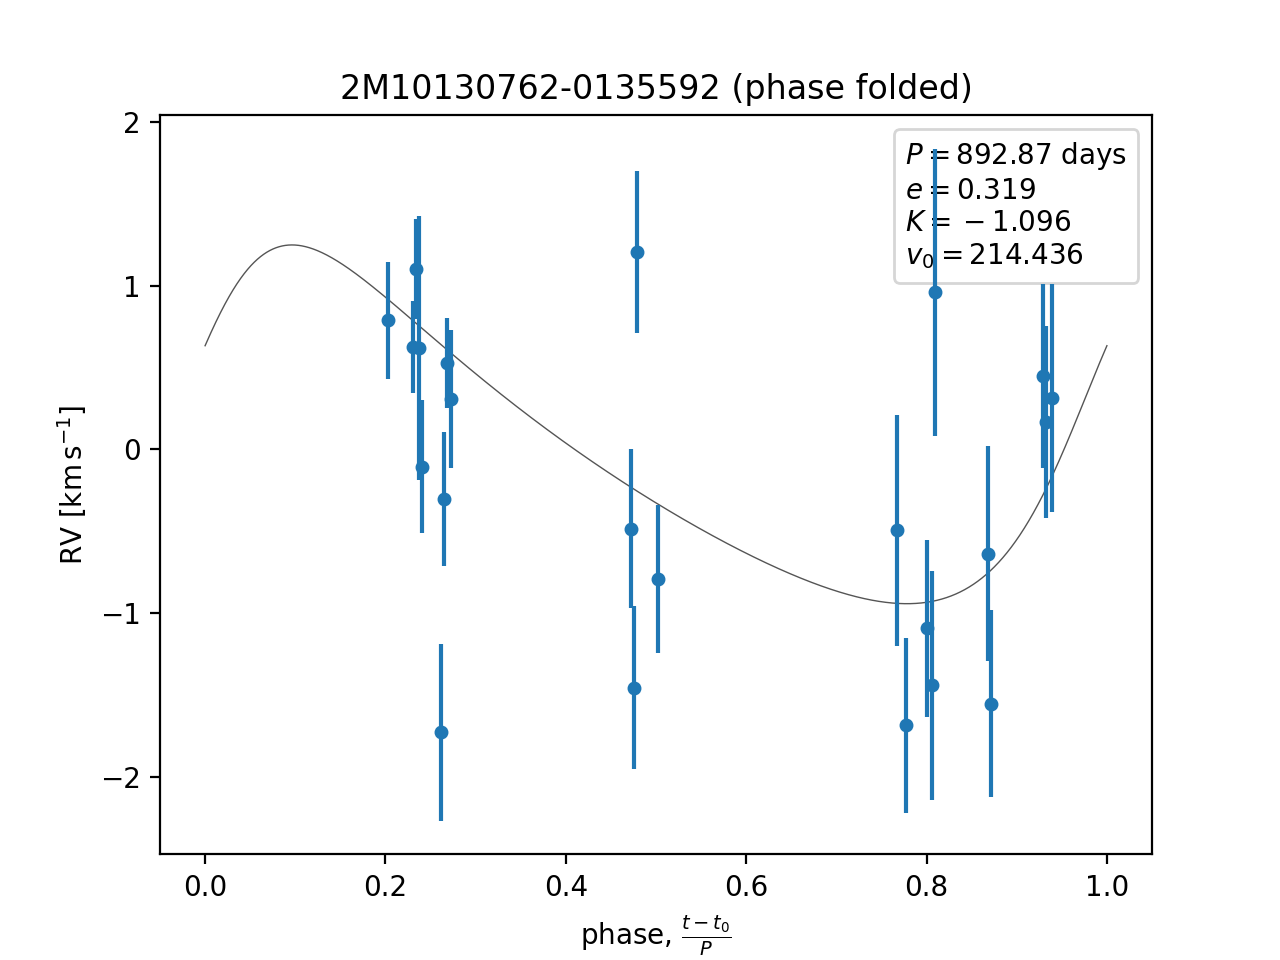 2M10130762-0135592 (phase folded)
P = 892.87 days
e = 0.319
K = −1.096
v₀ = 214.436
RV [km s⁻¹]
2
1
0
−1
−2
0.0 0.2 0.4 0.6 0.8 1.0
phase, (t − t₀)/P